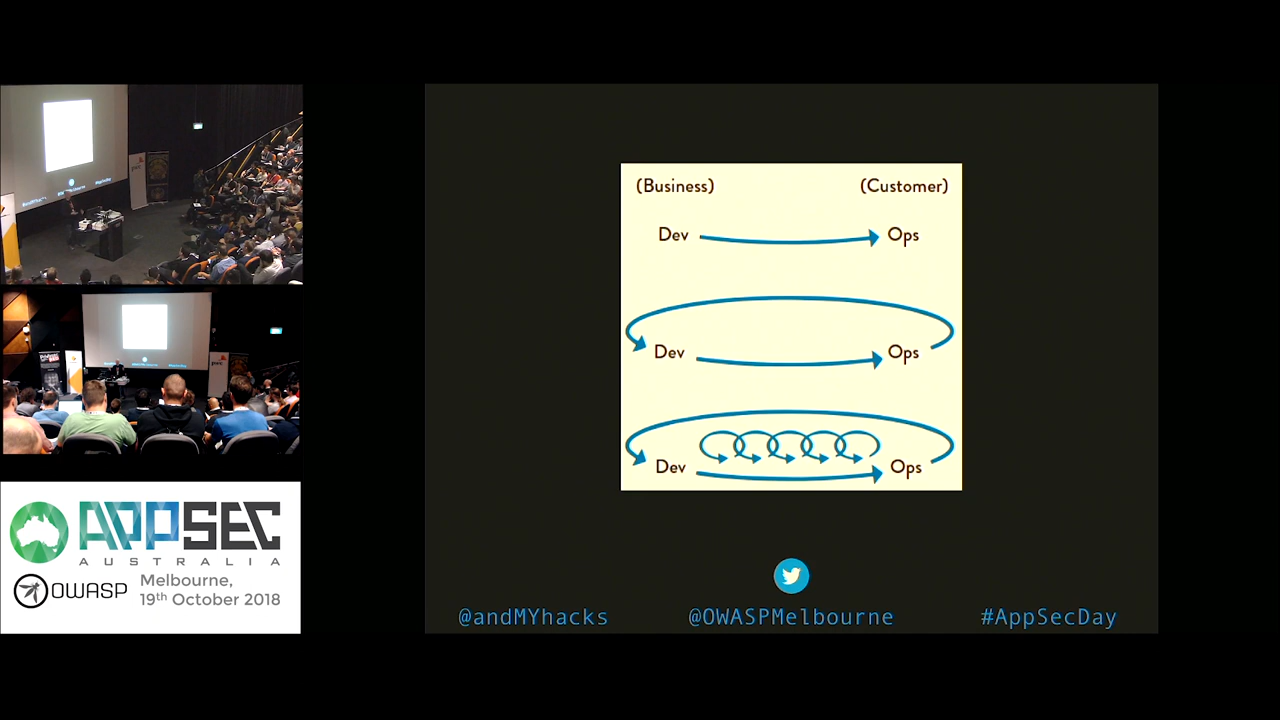 (Business) (Customer)
Dev Ops
Dev Ops
Dev Ops
@andMYhacks @OWASPMelbourne #AppSecDay
APPSEC
AUSTRALIA
OWASP
Melbourne,
19th October 2018